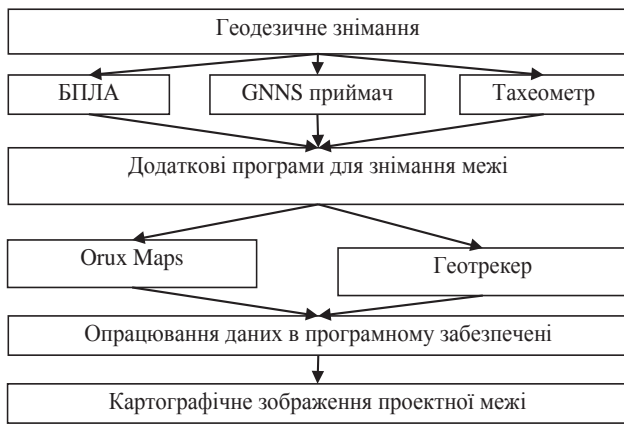 Геодезичне знімання
БПЛА
GNNS приймач
Тахеометр
Додаткові програми для знімання межі
Orux Maps
Геотрекер
Опрацювання даних в програмному забезпечені
Картографічне зображення проектної межі